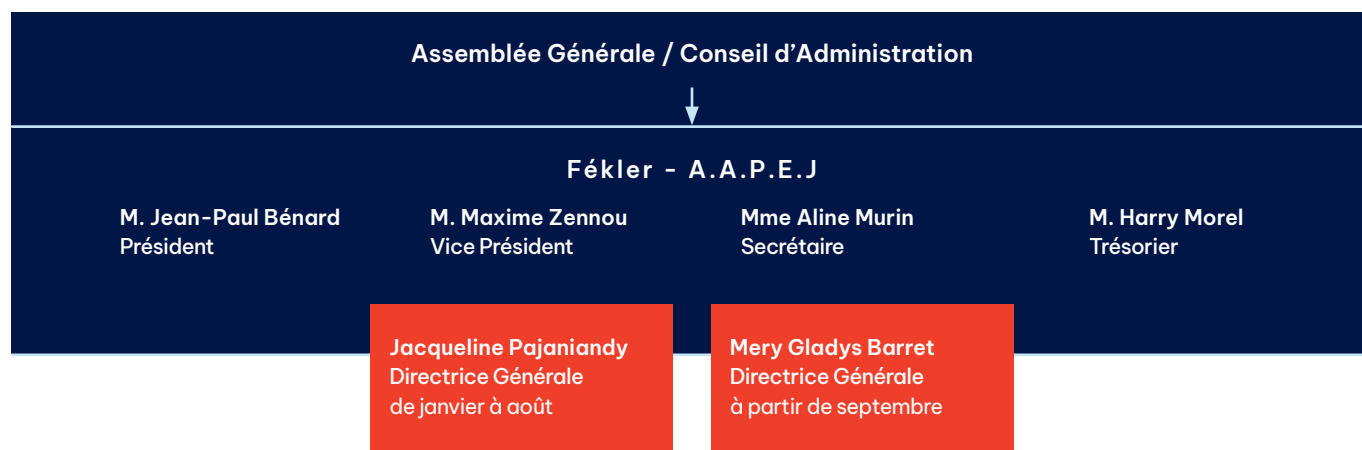 Assemblée Générale / Conseil d’Administration
Fékler - A.A.P.E.J
M. Jean-Paul Bénard
Président
M. Maxime Zennou
Vice Président
Mme Aline Murin
Secrétaire
M. Harry Morel
Trésorier
Jacqueline Pajaniandy
Directrice Générale
de janvier à août
Mery Gladys Barret
Directrice Générale
à partir de septembre